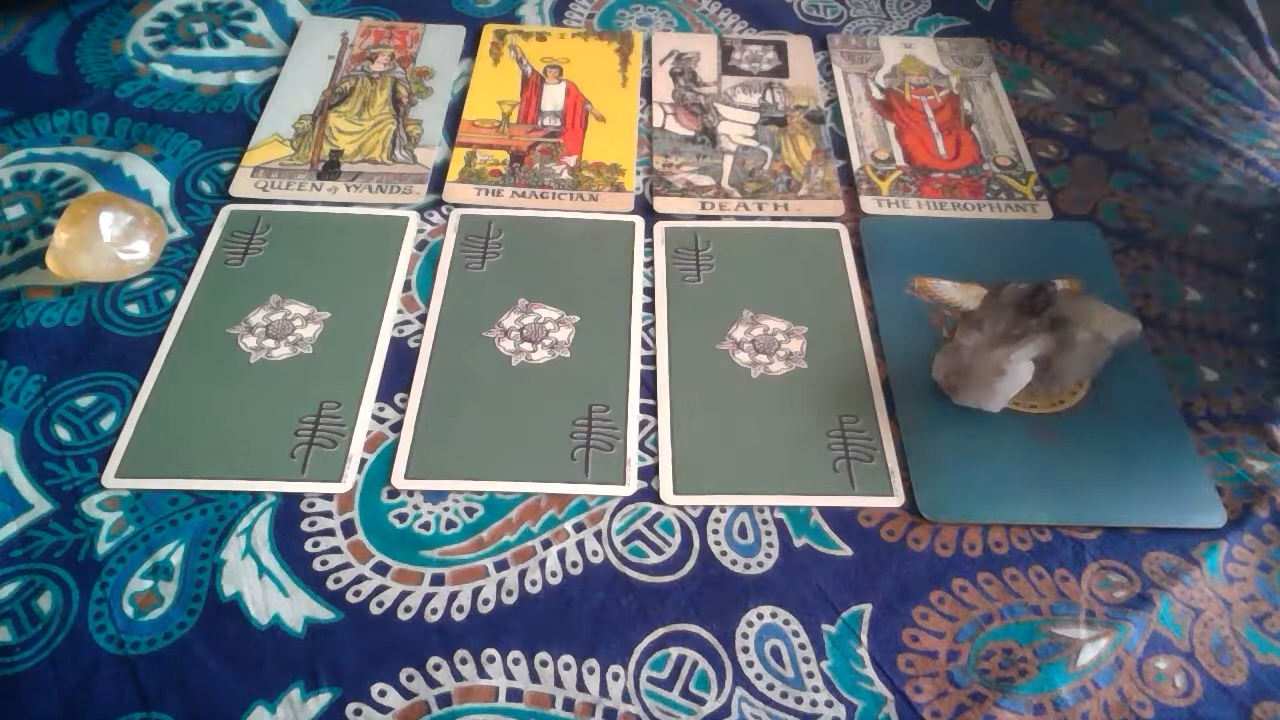 QUEEN of WANDS.
I
THE MAGICIAN.
DEATH.
V
THE HIEROPHANT